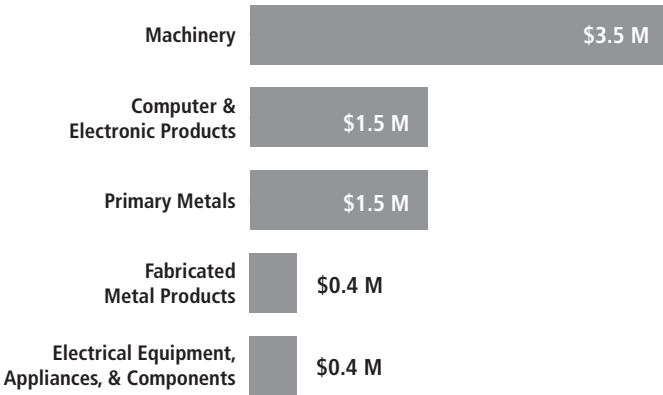 Machinery
$3.5 M
Computer &
Electronic Products
$1.5 M
Primary Metals
$1.5 M
Fabricated
Metal Products
$0.4 M
Electrical Equipment,
Appliances, & Components
$0.4 M